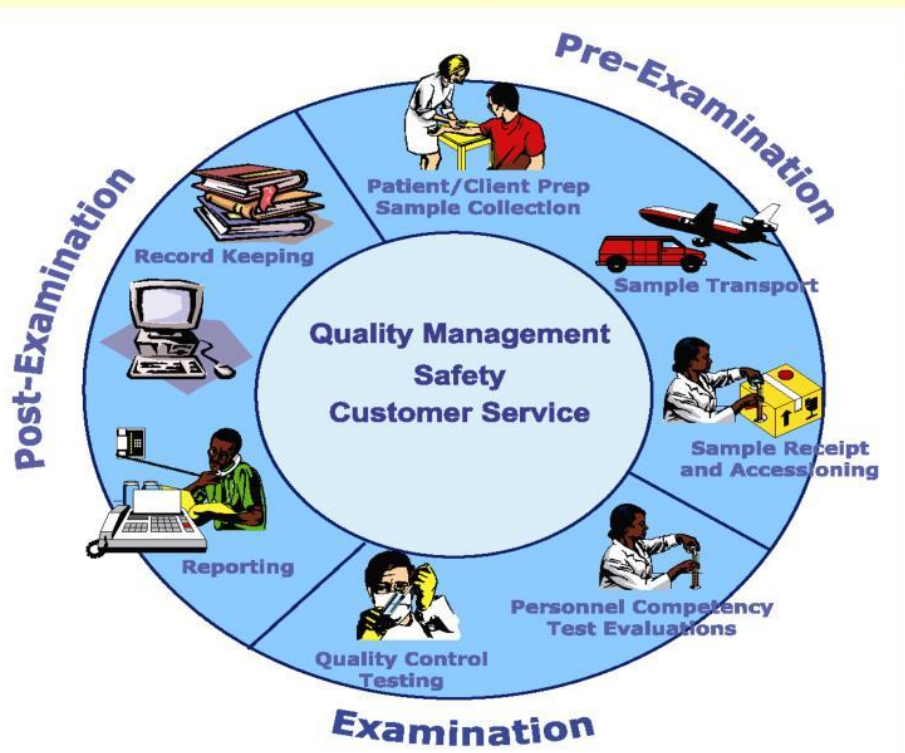 Pre-Examination
Patient/Client Prep
Sample Collection
Sample Transport
Sample Receipt
and Accessioning
Personnel Competency
Test Evaluations
Examination
Quality Control
Testing
Post-Examination
Reporting
Record Keeping
Quality Management
Safety
Customer Service